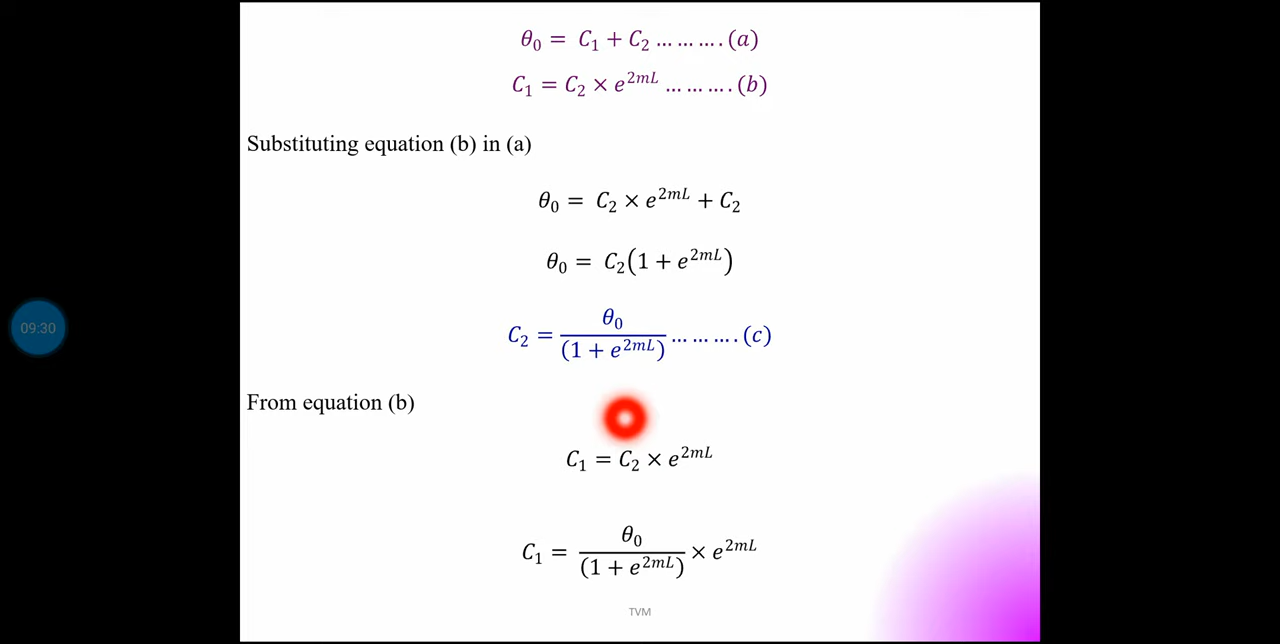 θ₀ = C₁ + C₂ ... ... ... . (a)
C₁ = C₂ × e^{2mL} ... ... ... . (b)
Substituting equation (b) in (a)
θ₀ = C₂ × e^{2mL} + C₂
θ₀ = C₂(1 + e^{2mL})
09:30
C₂ = θ₀/(1 + e^{2mL}) ... ... ... . (c)
From equation (b)
C₁ = C₂ × e^{2mL}
C₁ = θ₀/(1 + e^{2mL}) × e^{2mL}
TVM